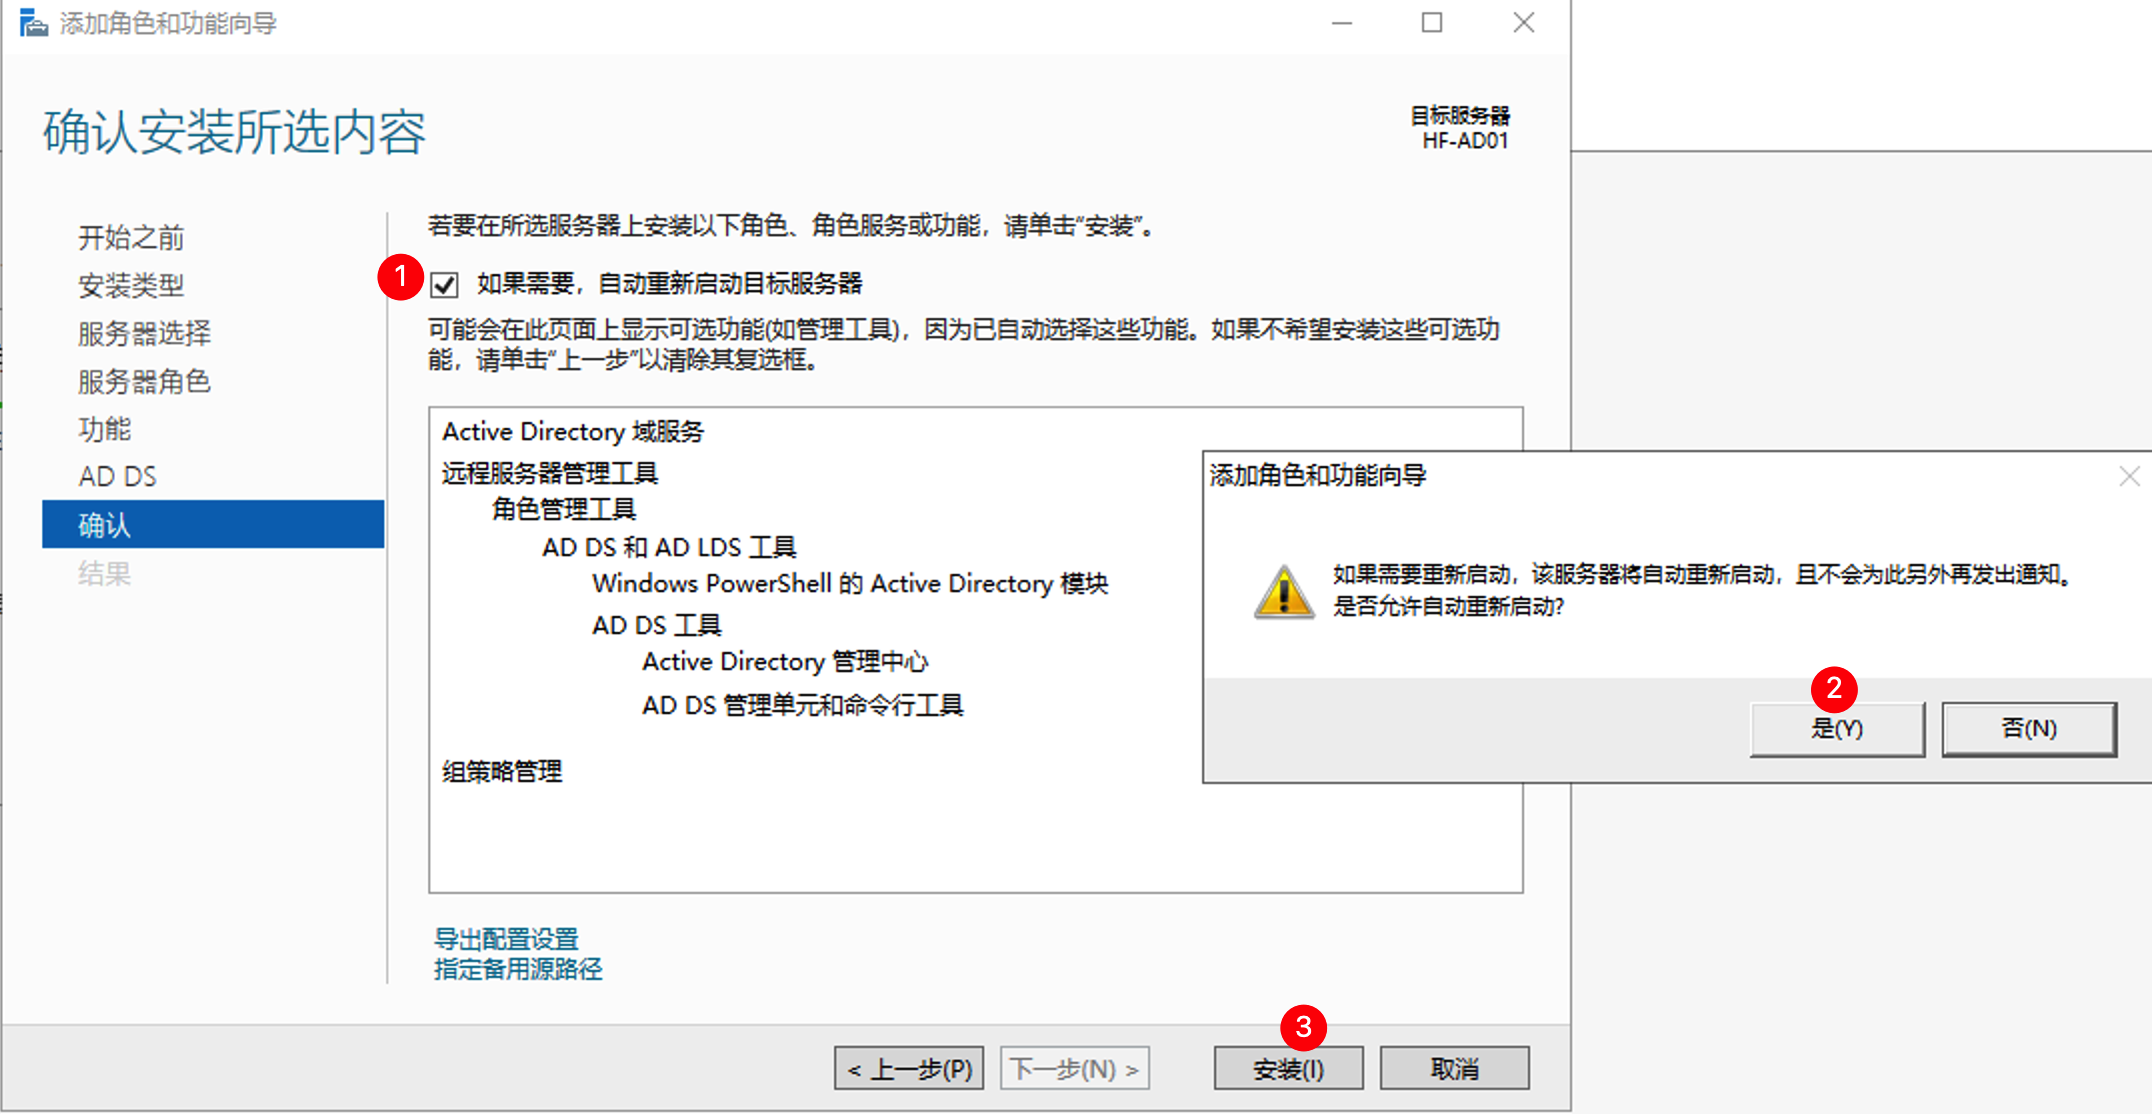 添加角色和功能向导
确认安装所选内容
目标服务器
HF-AD01
开始之前
安装类型
服务器选择
服务器角色
功能
AD DS
确认
结果
若要在所选服务器上安装以下角色、角色服务或功能，请单击“安装”。
1
如果需要，自动重新启动目标服务器
可能会在此页面上显示可选功能(如管理工具)，因为已自动选择这些功能。如果不希望安装这些可选功
能，请单击“上一步”以清除其复选框。
Active Directory 域服务
远程服务器管理工具
角色管理工具
AD DS 和 AD LDS 工具
Windows PowerShell 的 Active Directory 模块
AD DS 工具
Active Directory 管理中心
AD DS 管理单元和命令行工具
组策略管理
添加角色和功能向导
如果需要重新启动，该服务器将自动重新启动，且不会为此另外再发出通知。
是否允许自动重新启动?
2
是(Y)
否(N)
导出配置设置
指定备用源路径
3
< 上一步(P)
下一步(N) >
安装(I)
取消